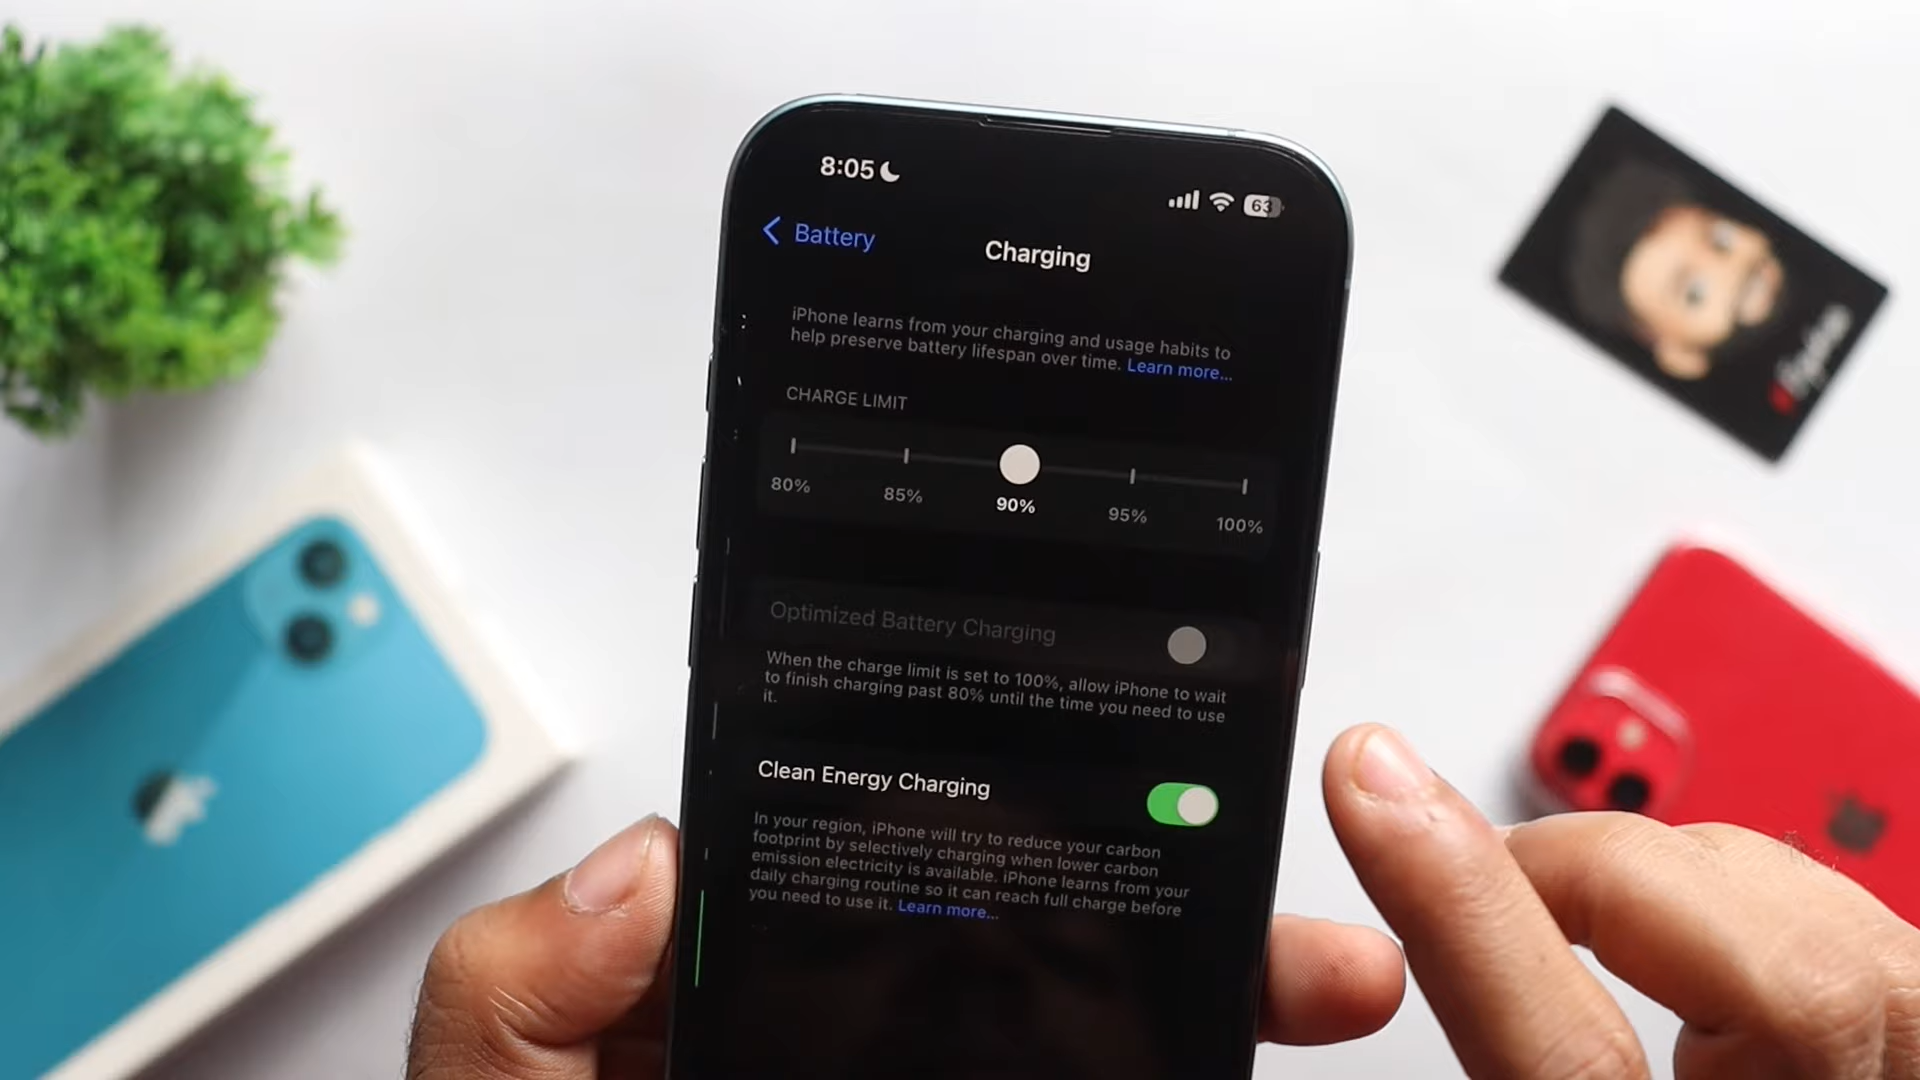 8:05
63
Battery
Charging
iPhone learns from your charging and usage habits to
help preserve battery lifespan over time. Learn more...
CHARGE LIMIT
80%
85%
90%
95%
100%
Optimized Battery Charging
When the charge limit is set to 100%, allow iPhone to wait
to finish charging past 80% until the time you need to use
it.
Clean Energy Charging
In your region, iPhone will try to reduce your carbon
footprint by selectively charging when lower carbon
emission electricity is available. iPhone learns from your
daily charging routine so it can reach full charge before
you need to use it. Learn more...